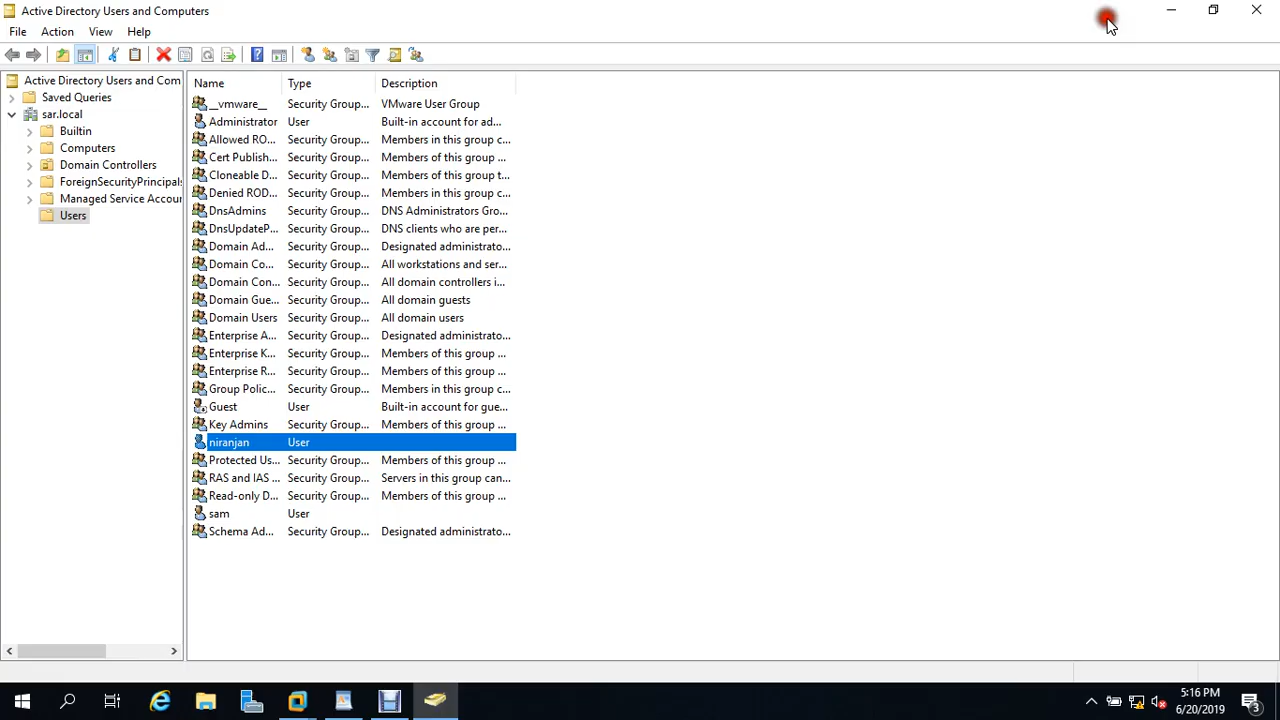 Active Directory Users and Computers
File Action View Help
Active Directory Users and Com
Saved Queries
sar.local
Builtin
Computers
Domain Controllers
ForeignSecurityPrincipals
Managed Service Accour
Users
Name Type Description
__vmware__ Security Group... VMware User Group
Administrator User Built-in account for ad...
Allowed RO... Security Group... Members in this group c...
Cert Publish... Security Group... Members of this group ...
Cloneable D... Security Group... Members of this group t...
Denied ROD... Security Group... Members in this group c...
DnsAdmins Security Group... DNS Administrators Gro...
DnsUpdateP... Security Group... DNS clients who are per...
Domain Ad... Security Group... Designated administrato...
Domain Co... Security Group... All workstations and ser...
Domain Con... Security Group... All domain controllers i...
Domain Gue... Security Group... All domain guests
Domain Users Security Group... All domain users
Enterprise A... Security Group... Designated administrato...
Enterprise K... Security Group... Members of this group ...
Enterprise R... Security Group... Members of this group ...
Group Polic... Security Group... Members in this group c...
Guest User Built-in account for gue...
Key Admins Security Group... Members of this group ...
niranjan User
Protected Us... Security Group... Members of this group ...
RAS and IAS ... Security Group... Servers in this group can...
Read-only D... Security Group... Members of this group ...
sam User
Schema Ad... Security Group... Designated administrato...
5:16 PM
6/20/2019
3